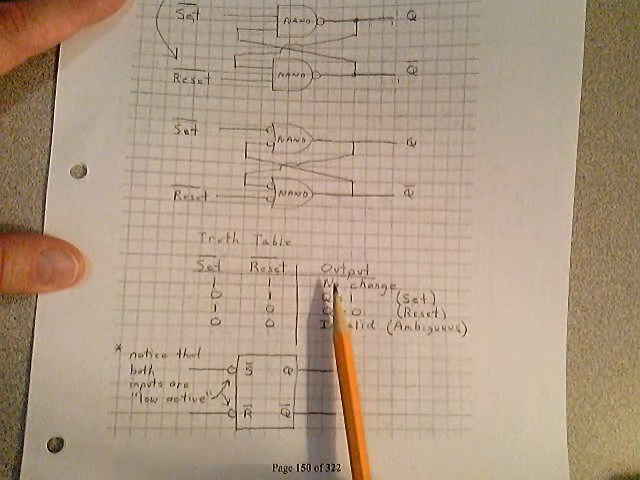 Set NAND Q
Reset NAND Q
Set NAND Q
Reset NAND Q
Truth Table
Set Reset Output
1 1 No change
0 1 1 (Set)
1 0 0 (Reset)
0 0 (Ambiguous)
* notice that
both S Q
inputs are
"low active" R Q
Page 150 of 322